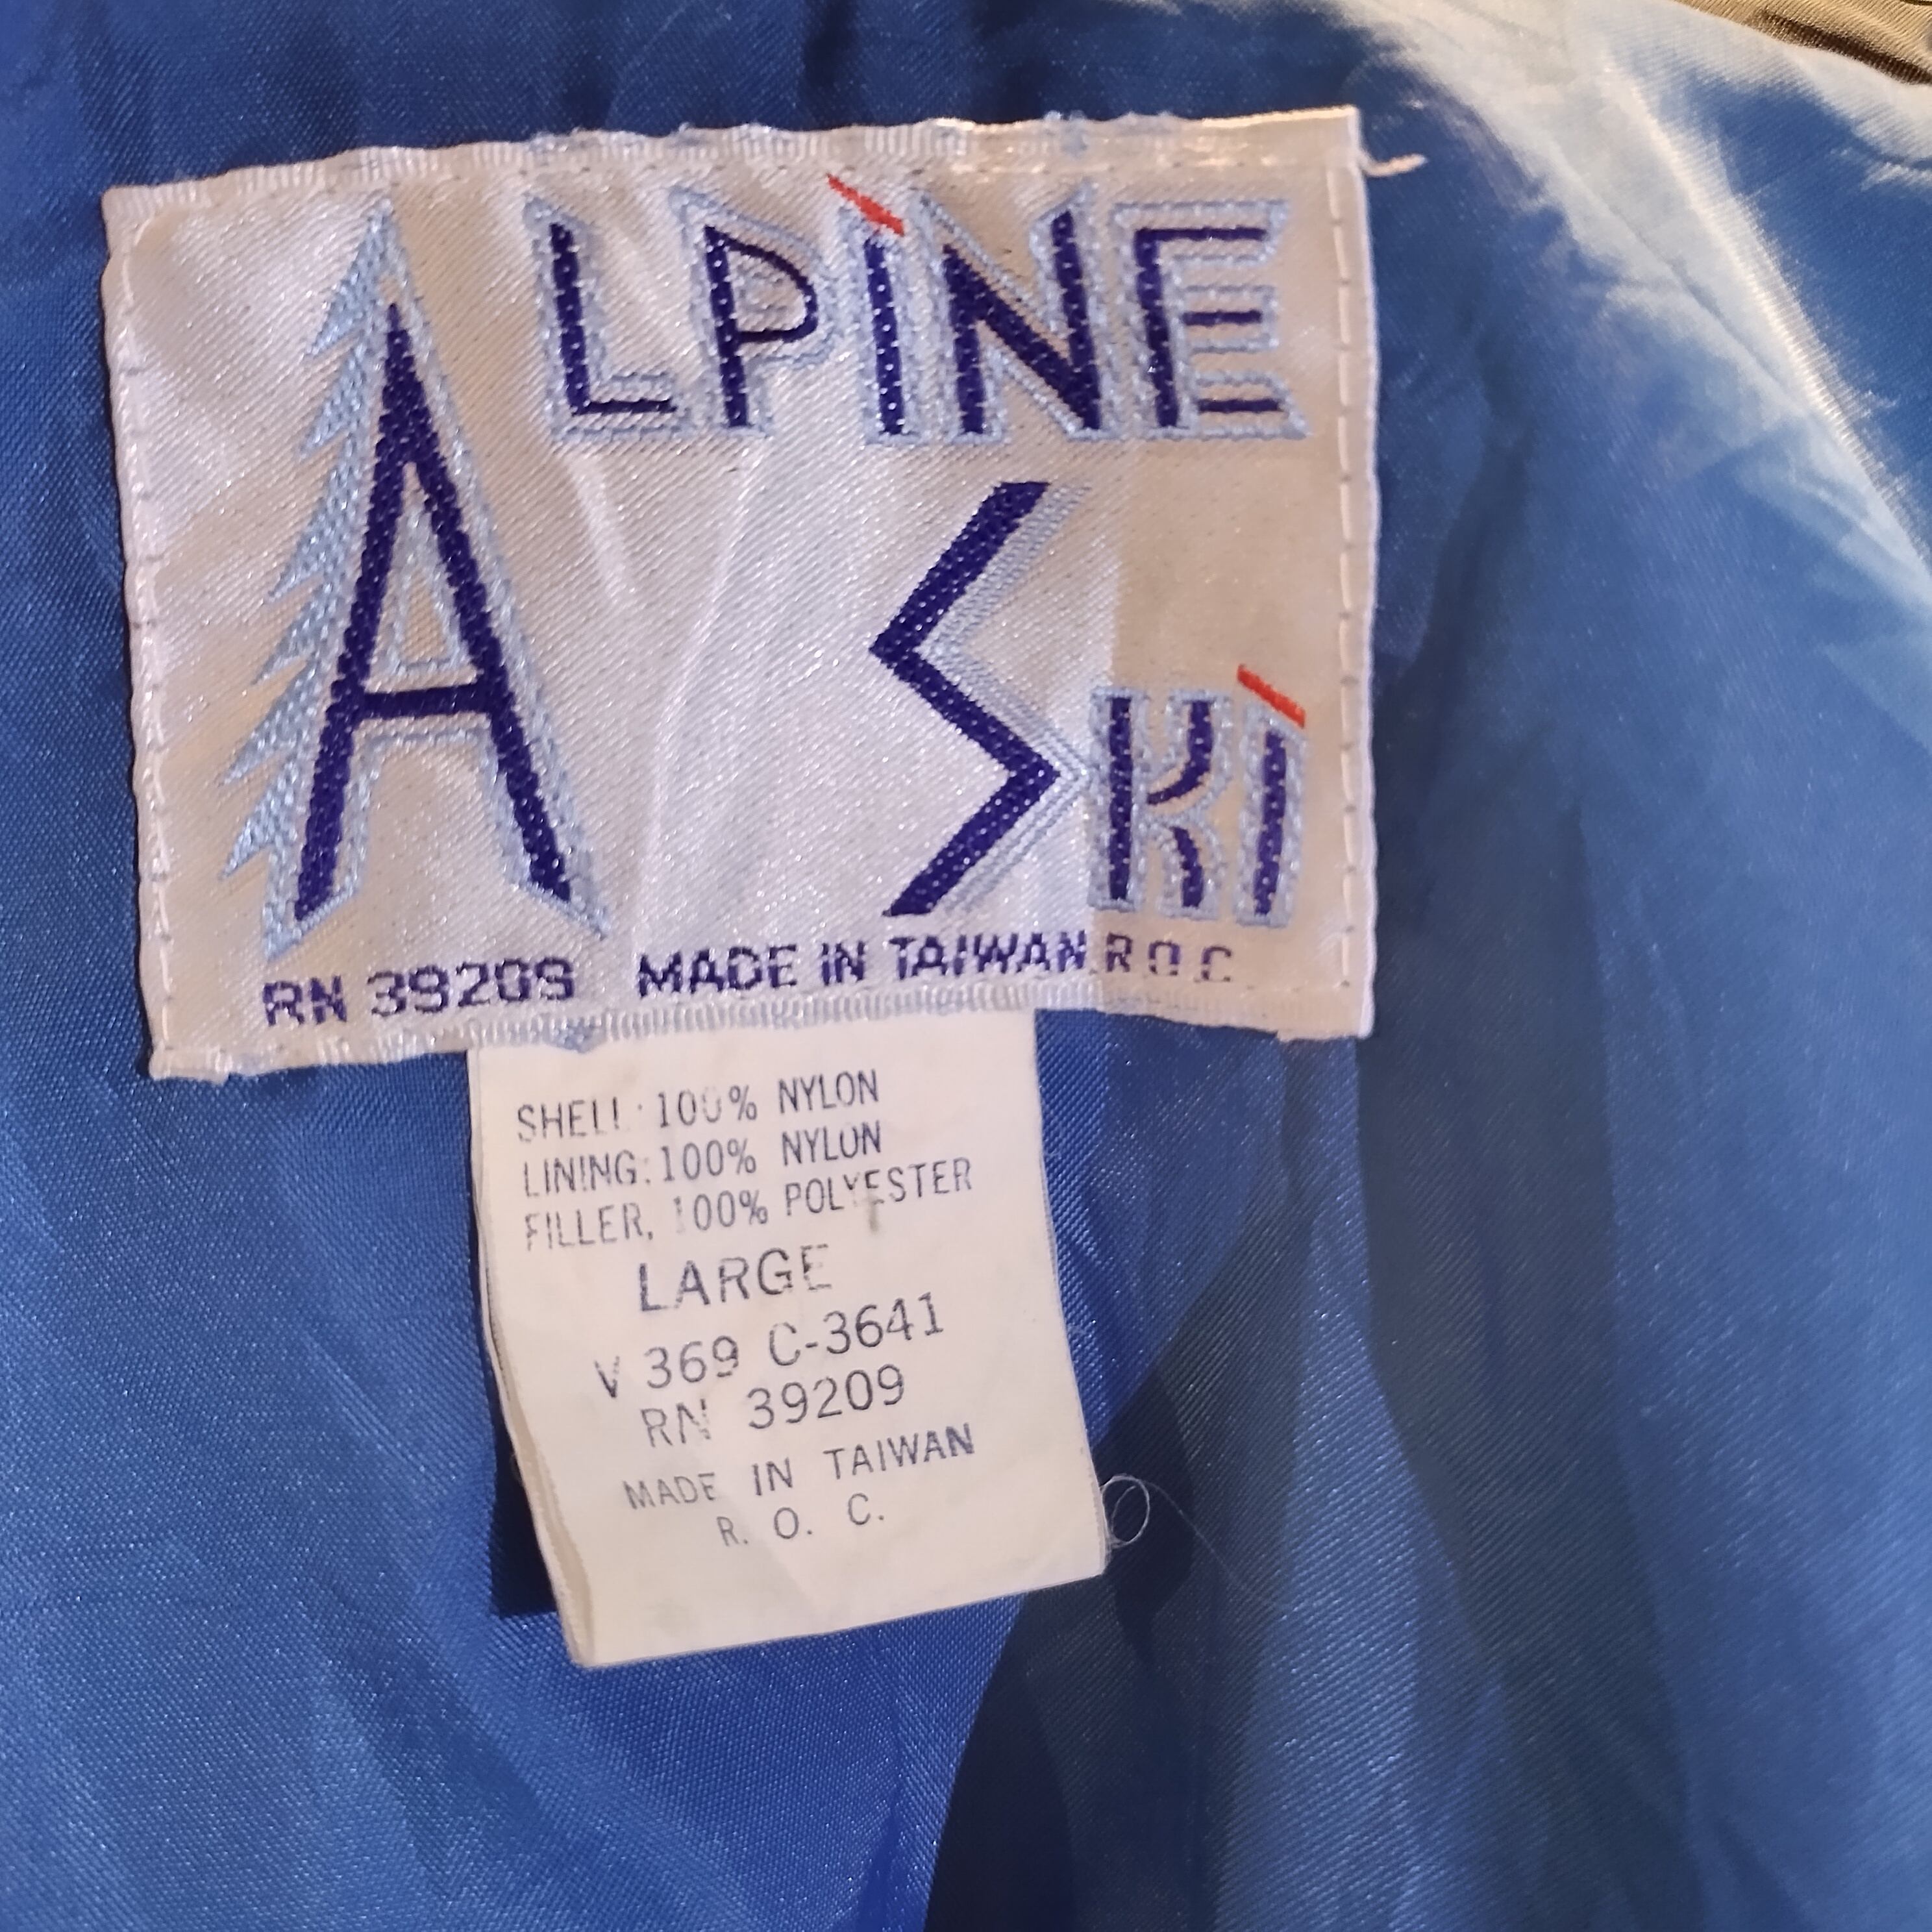 ALPINE
SKI
RN 39209 MADE IN TAIWAN R.O.C
SHELL: 100% NYLON
LINING: 100% NYLON
FILLER, 100% POLYESTER
LARGE
V 369 C-3641
RN 39209
MADE IN TAIWAN
R. O. C.